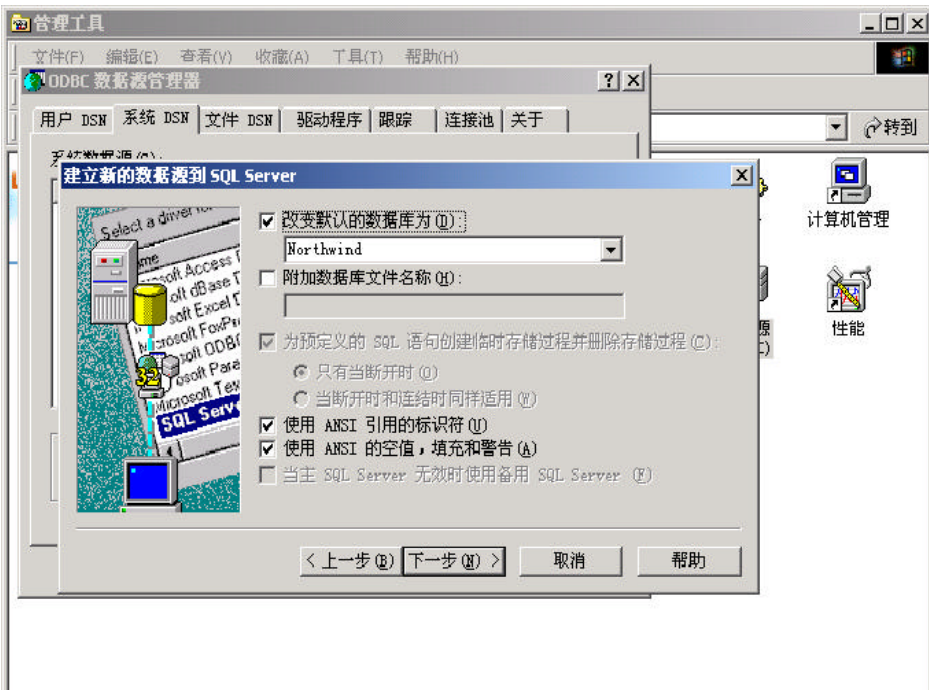 管理工具
文件(F) 编辑(E) 查看(V) 收藏(A) 工具(T) 帮助(H)
ODBC 数据源管理器
用户 DSN 系统 DSN 文件 DSN 驱动程序 跟踪 连接池 关于
转到
建立新的数据源到 SQL Server
计算机管理
性能
Select a driver
SQL Serv
32
改变默认的数据库为(D):
Northwind
附加数据库文件名称(H):
为预定义的 SQL 语句创建临时存储过程并删除存储过程(C):
只有当断开时(O)
当断开时和连结时同样适用(W)
使用 ANSI 引用的标识符(U)
使用 ANSI 的空值，填充和警告(A)
当主 SQL Server 无效时使用备用 SQL Server (F)
< 上一步(B) 下一步(N) > 取消 帮助